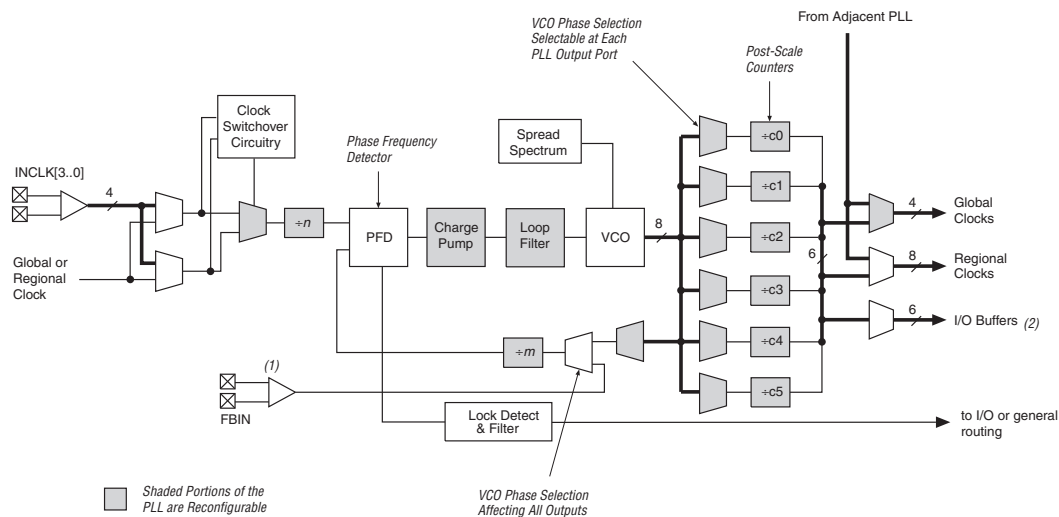 From Adjacent PLL
VCO Phase Selection
Selectable at Each
PLL Output Port
Post-Scale
Counters
Clock
Switchover
Circuitry
Phase Frequency
Detector
Spread
Spectrum
÷c0
INCLK[3..0]
4
÷c1
4
Global
Clocks
÷n
PFD
Charge
Pump
Loop
Filter
VCO
8
÷c2
6
Global or
Regional
Clock
8
Regional
Clocks
÷c3
6
I/O Buffers (2)
÷m
÷c4
(1)
FBIN
÷c5
Lock Detect
& Filter
to I/O or general
routing
Shaded Portions of the
PLL are Reconfigurable
VCO Phase Selection
Affecting All Outputs